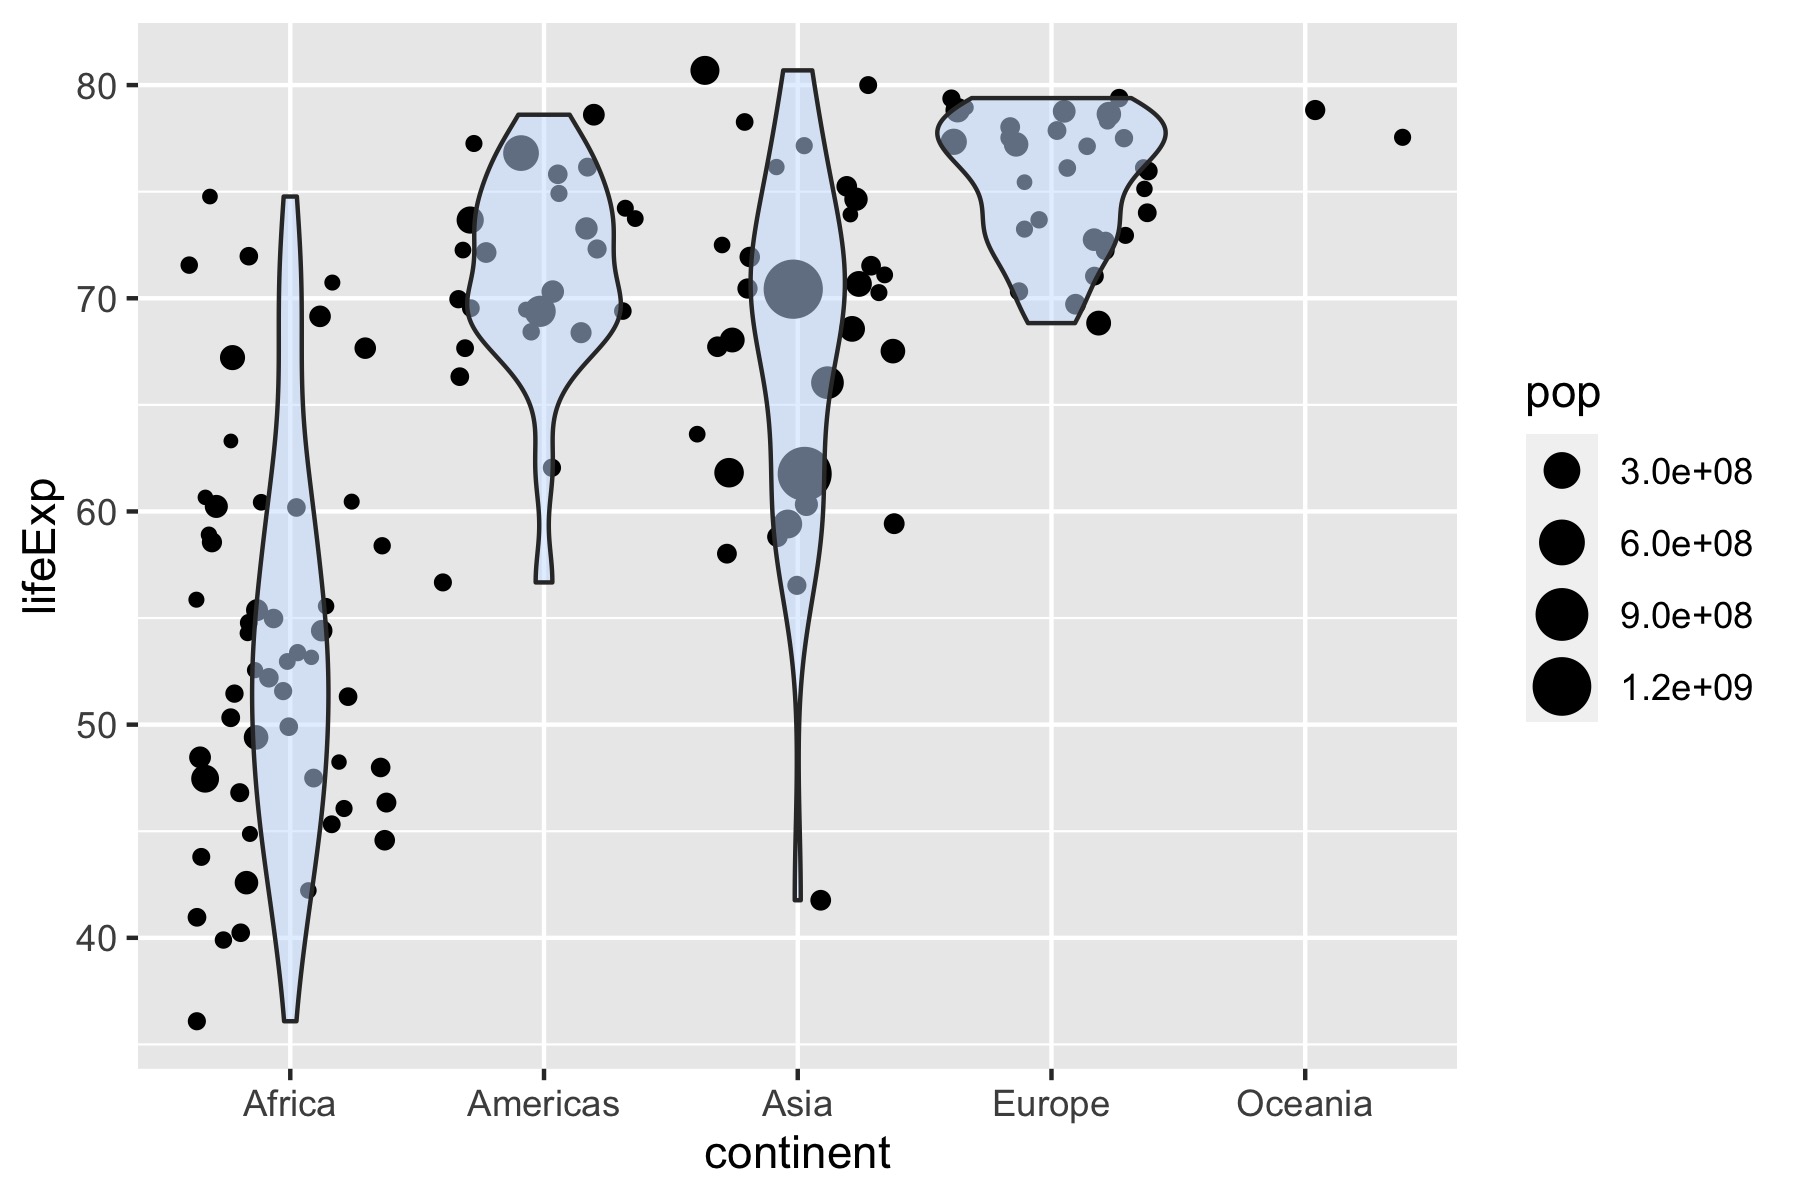 80
70
60
50
40
lifeExp
Africa
Americas
Asia
Europe
Oceania
continent
pop
3.0e+08
6.0e+08
9.0e+08
1.2e+09